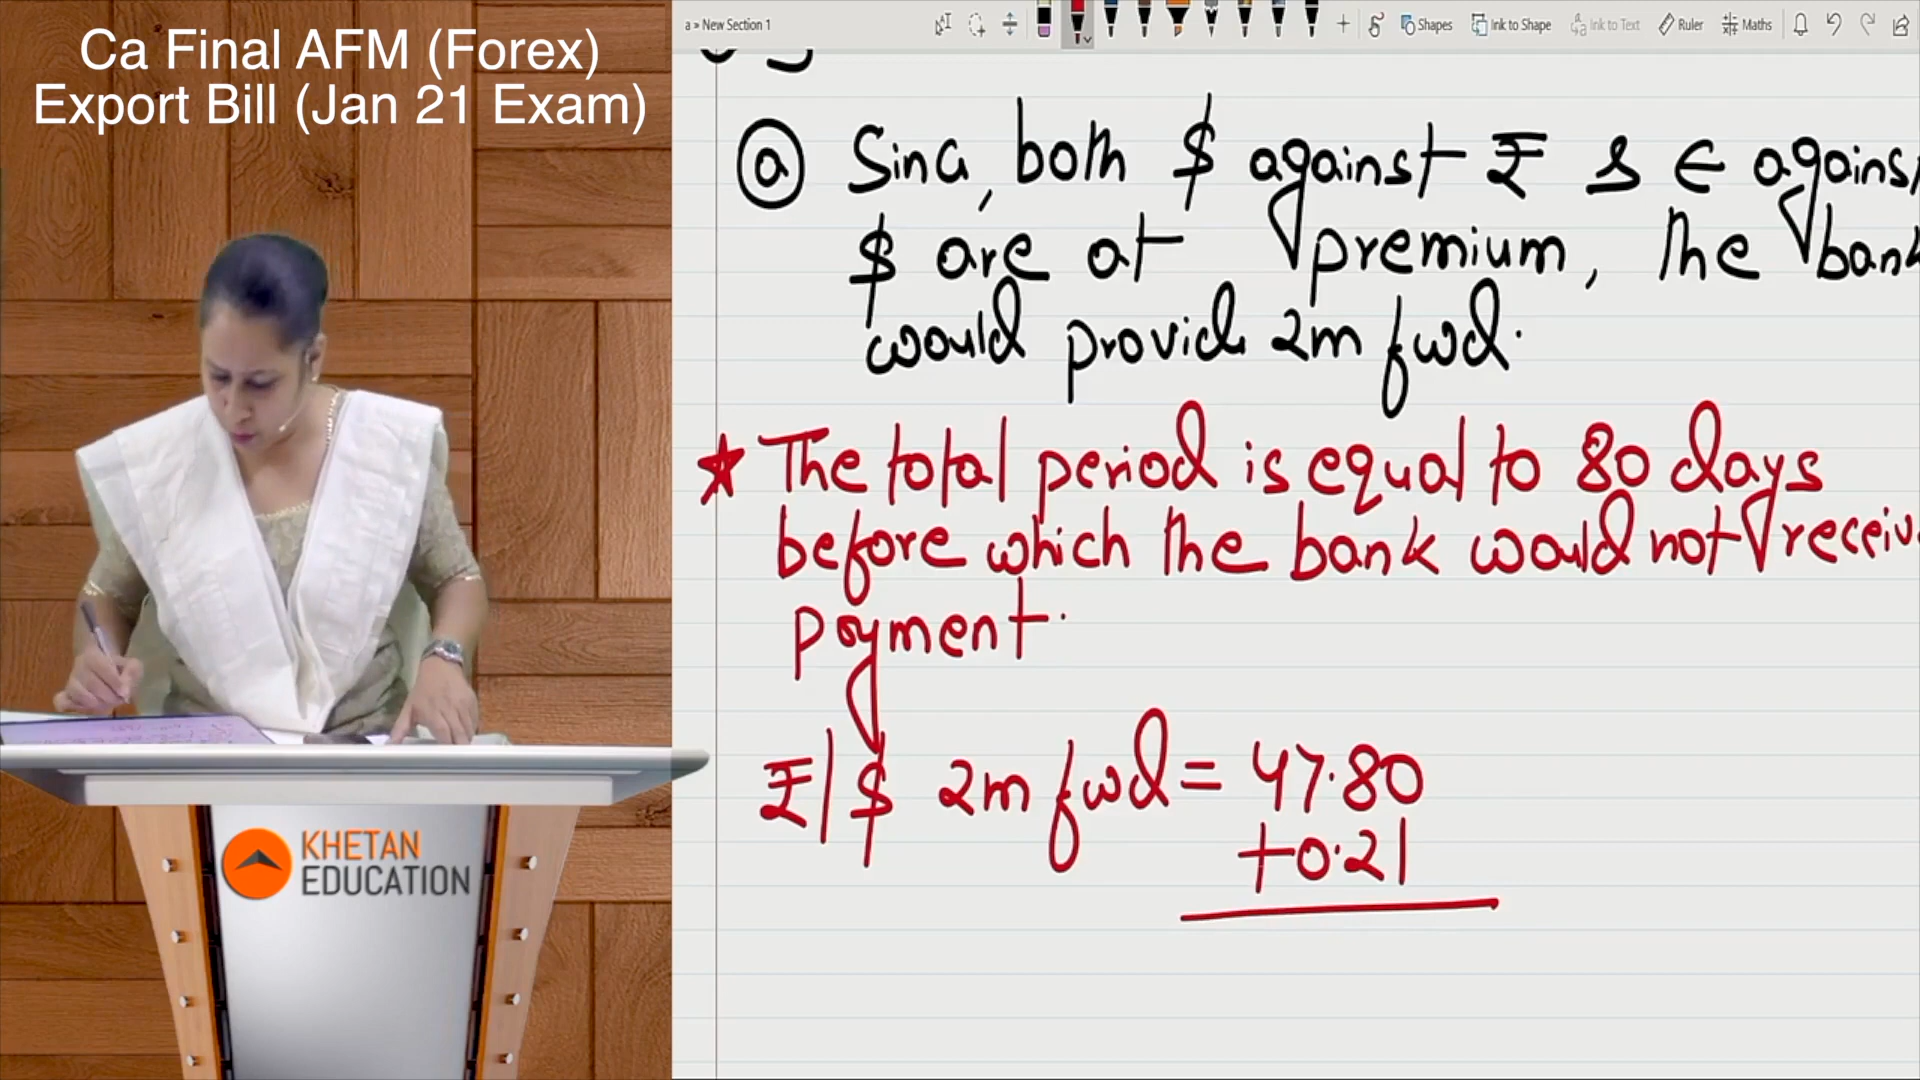 Ca Final AFM (Forex)
Export Bill (Jan 21 Exam)
a » New Section 1
Shapes
Ink to Shape
Ink to Text
Ruler
Maths
ⓐ Sinc, both $ against ₹ & € against
$ are at premium, the bank
would provide 2m fwd.
★ The total period is equal to 80 days
before which the bank would not receiv
payment.
₹/$ 2m fwd = 47.80
+0.21
KHETAN
EDUCATION